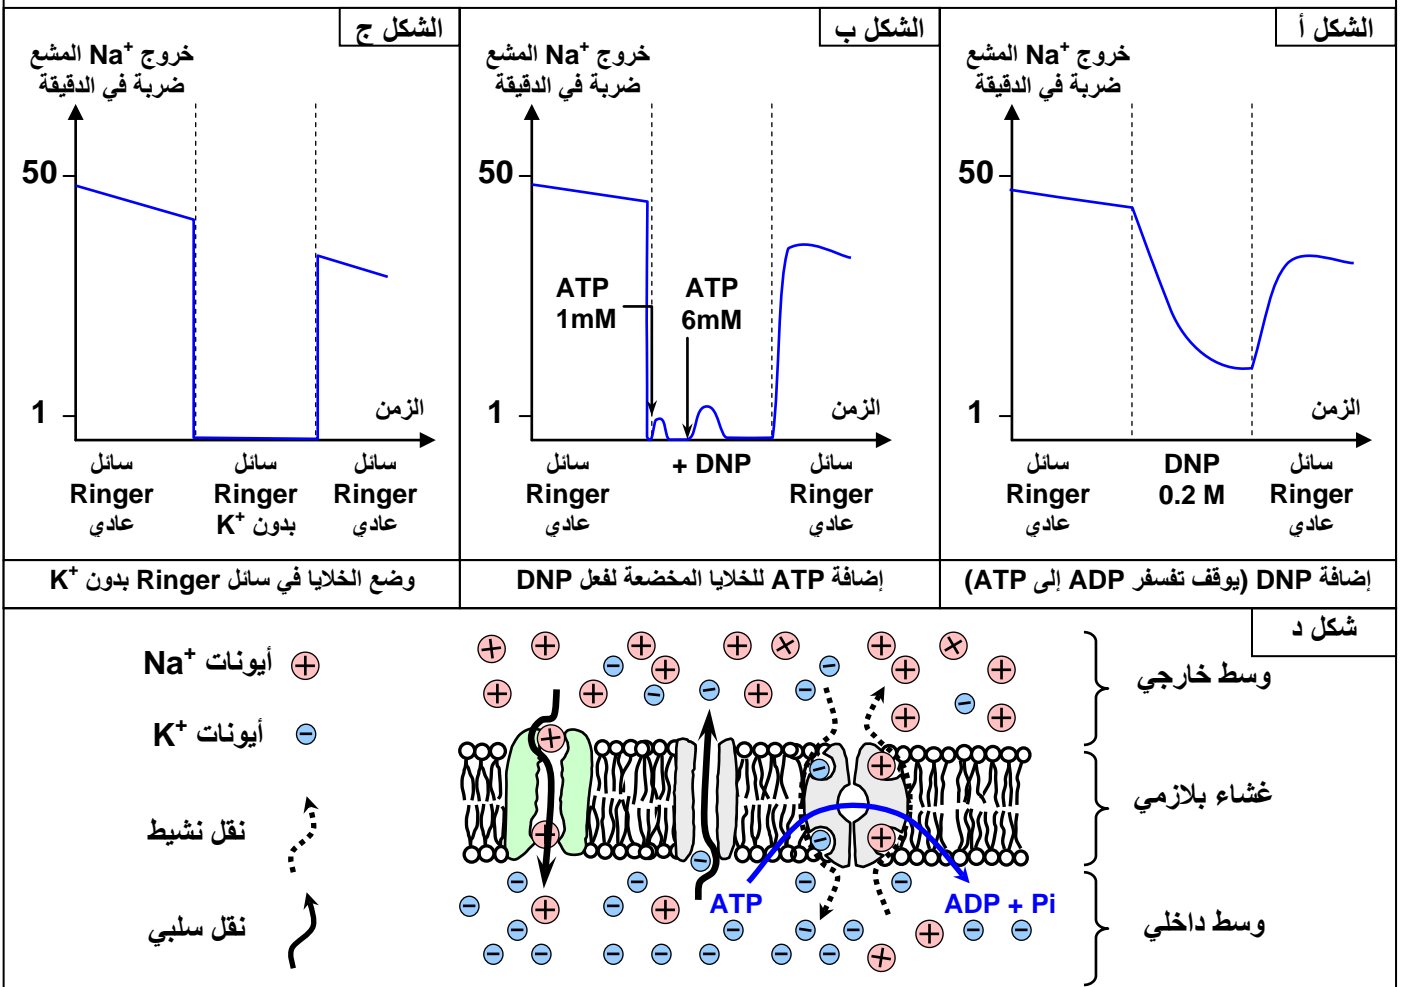 الشكل أ
خروج Na⁺ المشع
ضربة في الدقيقة
50
1
الزمن
سائل
Ringer
عادي
DNP
0.2 M
سائل
Ringer
عادي
إضافة DNP (يوقف تفسفر ADP إلى ATP)
الشكل ب
خروج Na⁺ المشع
ضربة في الدقيقة
50
ATP
1mM
ATP
6mM
1
الزمن
سائل
Ringer
عادي
+ DNP
سائل
Ringer
عادي
إضافة ATP للخلايا المخضعة لفعل DNP
الشكل ج
خروج Na⁺ المشع
ضربة في الدقيقة
50
1
الزمن
سائل
Ringer
عادي
سائل
Ringer
بدون K⁺
سائل
Ringer
عادي
وضع الخلايا في سائل Ringer بدون K⁺
شكل د
وسط خارجي
غشاء بلازمي
وسط داخلي
ATP
ADP + Pi
أيونات Na⁺
أيونات K⁺
نقل نشيط
نقل سلبي